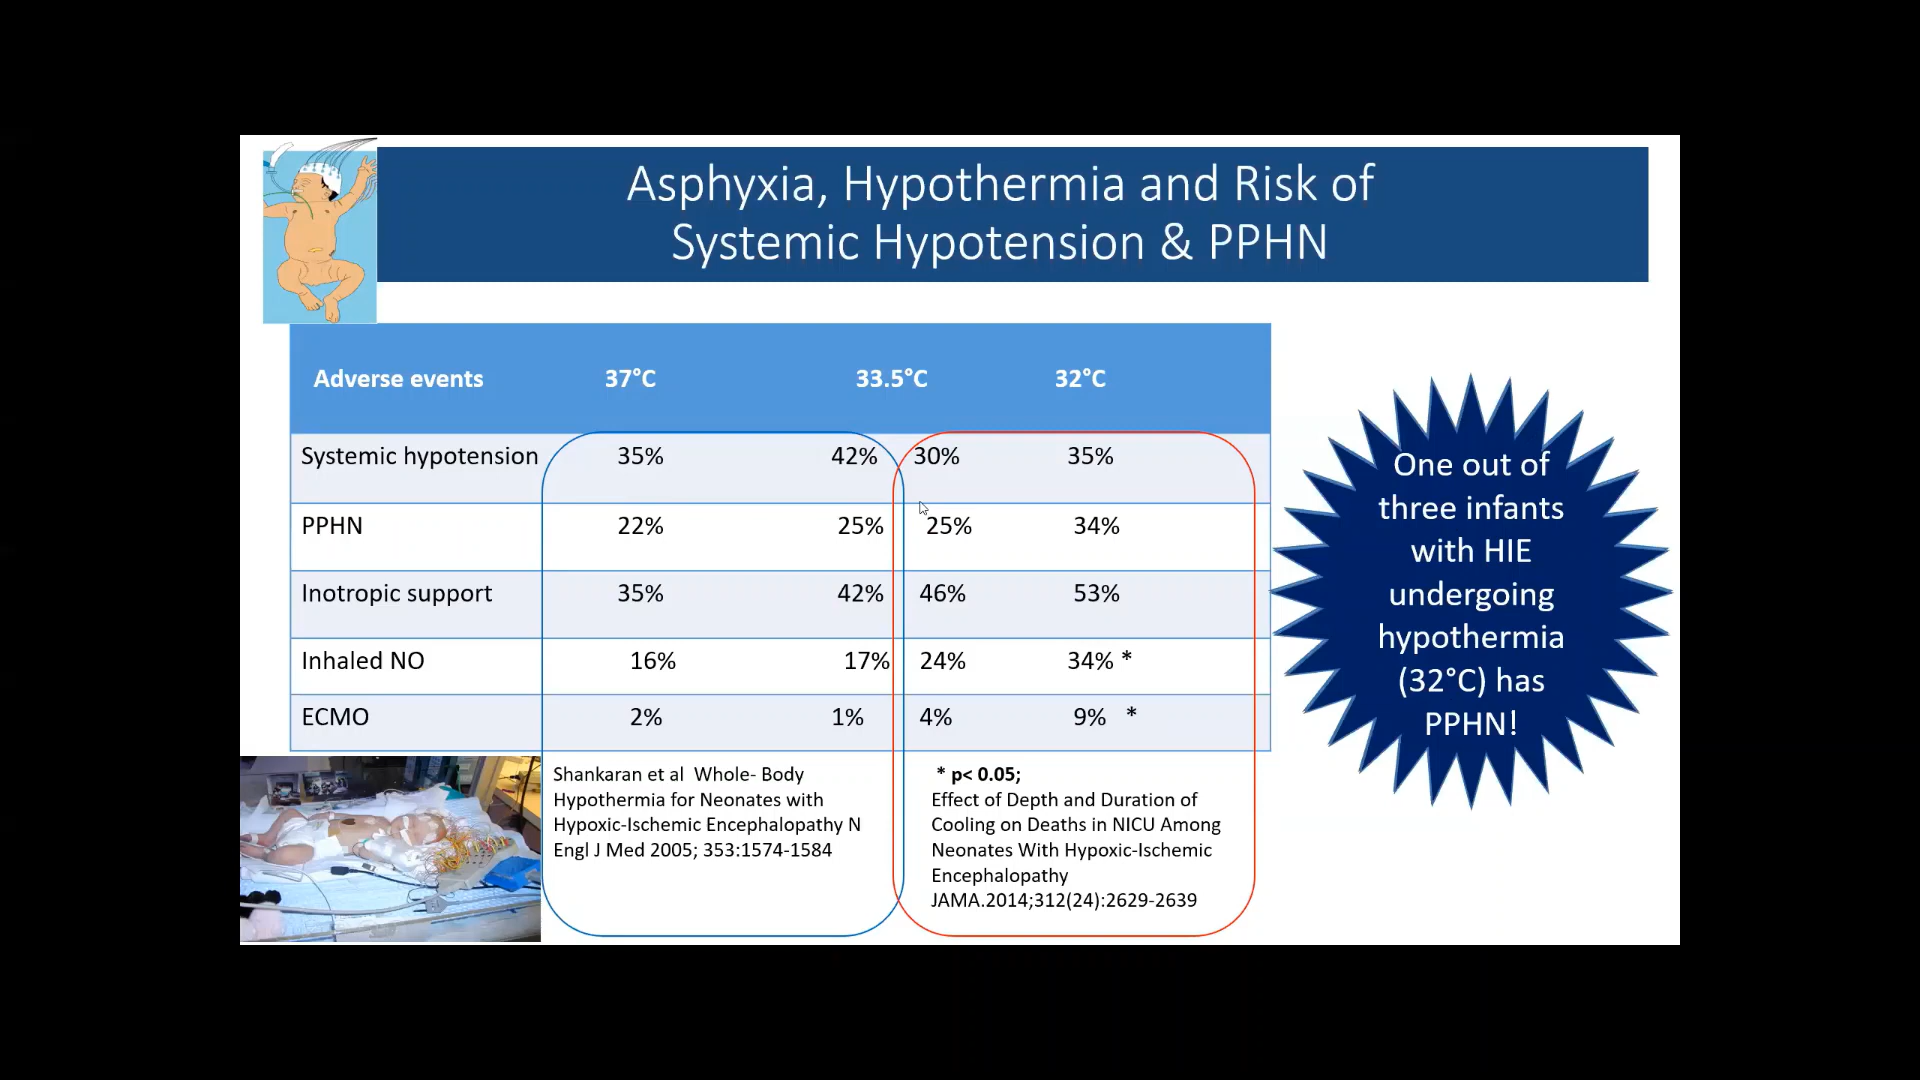 Asphyxia, Hypothermia and Risk of
Systemic Hypotension & PPHN
Adverse events 37°C 33.5°C 32°C
Systemic hypotension 35% 42% 30% 35%
PPHN 22% 25% 25% 34%
Inotropic support 35% 42% 46% 53%
Inhaled NO 16% 17% 24% 34% *
ECMO 2% 1% 4% 9% *
Shankaran et al Whole- Body
Hypothermia for Neonates with
Hypoxic-Ischemic Encephalopathy N
Engl J Med 2005; 353:1574-1584
* p< 0.05;
Effect of Depth and Duration of
Cooling on Deaths in NICU Among
Neonates With Hypoxic-Ischemic
Encephalopathy
JAMA.2014;312(24):2629-2639
One out of
three infants
with HIE
undergoing
hypothermia
(32°C) has
PPHN!